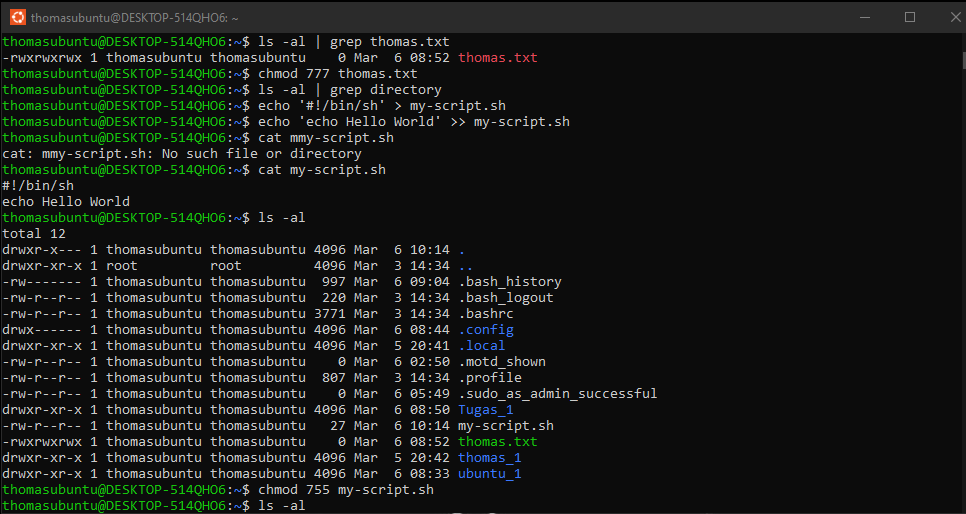 thomasubuntu@DESKTOP-514QHO6: ~
thomasubuntu@DESKTOP-514QHO6:~$ ls -al | grep thomas.txt
-rwxrwxrwx 1 thomasubuntu thomasubuntu    0 Mar  6 08:52 thomas.txt
thomasubuntu@DESKTOP-514QHO6:~$ chmod 777 thomas.txt
thomasubuntu@DESKTOP-514QHO6:~$ ls -al | grep directory
thomasubuntu@DESKTOP-514QHO6:~$ echo '#!/bin/sh' > my-script.sh
thomasubuntu@DESKTOP-514QHO6:~$ echo 'echo Hello World' >> my-script.sh
thomasubuntu@DESKTOP-514QHO6:~$ cat mmy-script.sh
cat: mmy-script.sh: No such file or directory
thomasubuntu@DESKTOP-514QHO6:~$ cat my-script.sh
#!/bin/sh
echo Hello World
thomasubuntu@DESKTOP-514QHO6:~$ ls -al
total 12
drwxr-x--- 1 thomasubuntu thomasubuntu 4096 Mar  6 10:14 .
drwxr-xr-x 1 root         root         4096 Mar  3 14:34 ..
-rw------- 1 thomasubuntu thomasubuntu  997 Mar  6 09:04 .bash_history
-rw-r--r-- 1 thomasubuntu thomasubuntu  220 Mar  3 14:34 .bash_logout
-rw-r--r-- 1 thomasubuntu thomasubuntu 3771 Mar  3 14:34 .bashrc
drwx------ 1 thomasubuntu thomasubuntu 4096 Mar  6 08:44 .config
drwxr-xr-x 1 thomasubuntu thomasubuntu 4096 Mar  5 20:41 .local
-rw-r--r-- 1 thomasubuntu thomasubuntu    0 Mar  6 02:50 .motd_shown
-rw-r--r-- 1 thomasubuntu thomasubuntu  807 Mar  3 14:34 .profile
-rw-r--r-- 1 thomasubuntu thomasubuntu    0 Mar  6 05:49 .sudo_as_admin_successful
drwxr-xr-x 1 thomasubuntu thomasubuntu 4096 Mar  6 08:50 Tugas_1
-rw-r--r-- 1 thomasubuntu thomasubuntu   27 Mar  6 10:14 my-script.sh
-rwxrwxrwx 1 thomasubuntu thomasubuntu    0 Mar  6 08:52 thomas.txt
drwxr-xr-x 1 thomasubuntu thomasubuntu 4096 Mar  5 20:42 thomas_1
drwxr-xr-x 1 thomasubuntu thomasubuntu 4096 Mar  6 08:33 ubuntu_1
thomasubuntu@DESKTOP-514QHO6:~$ chmod 755 my-script.sh
thomasubuntu@DESKTOP-514QHO6:~$ ls -al